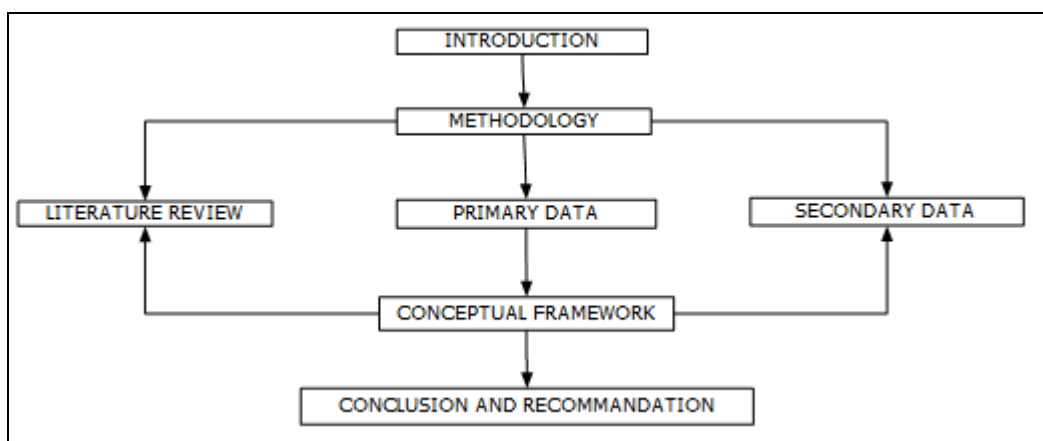 INTRODUCTION
METHODOLOGY
LITERATURE REVIEW
PRIMARY DATA
SECONDARY DATA
CONCEPTUAL FRAMEWORK
CONCLUSION AND RECOMMANDATION